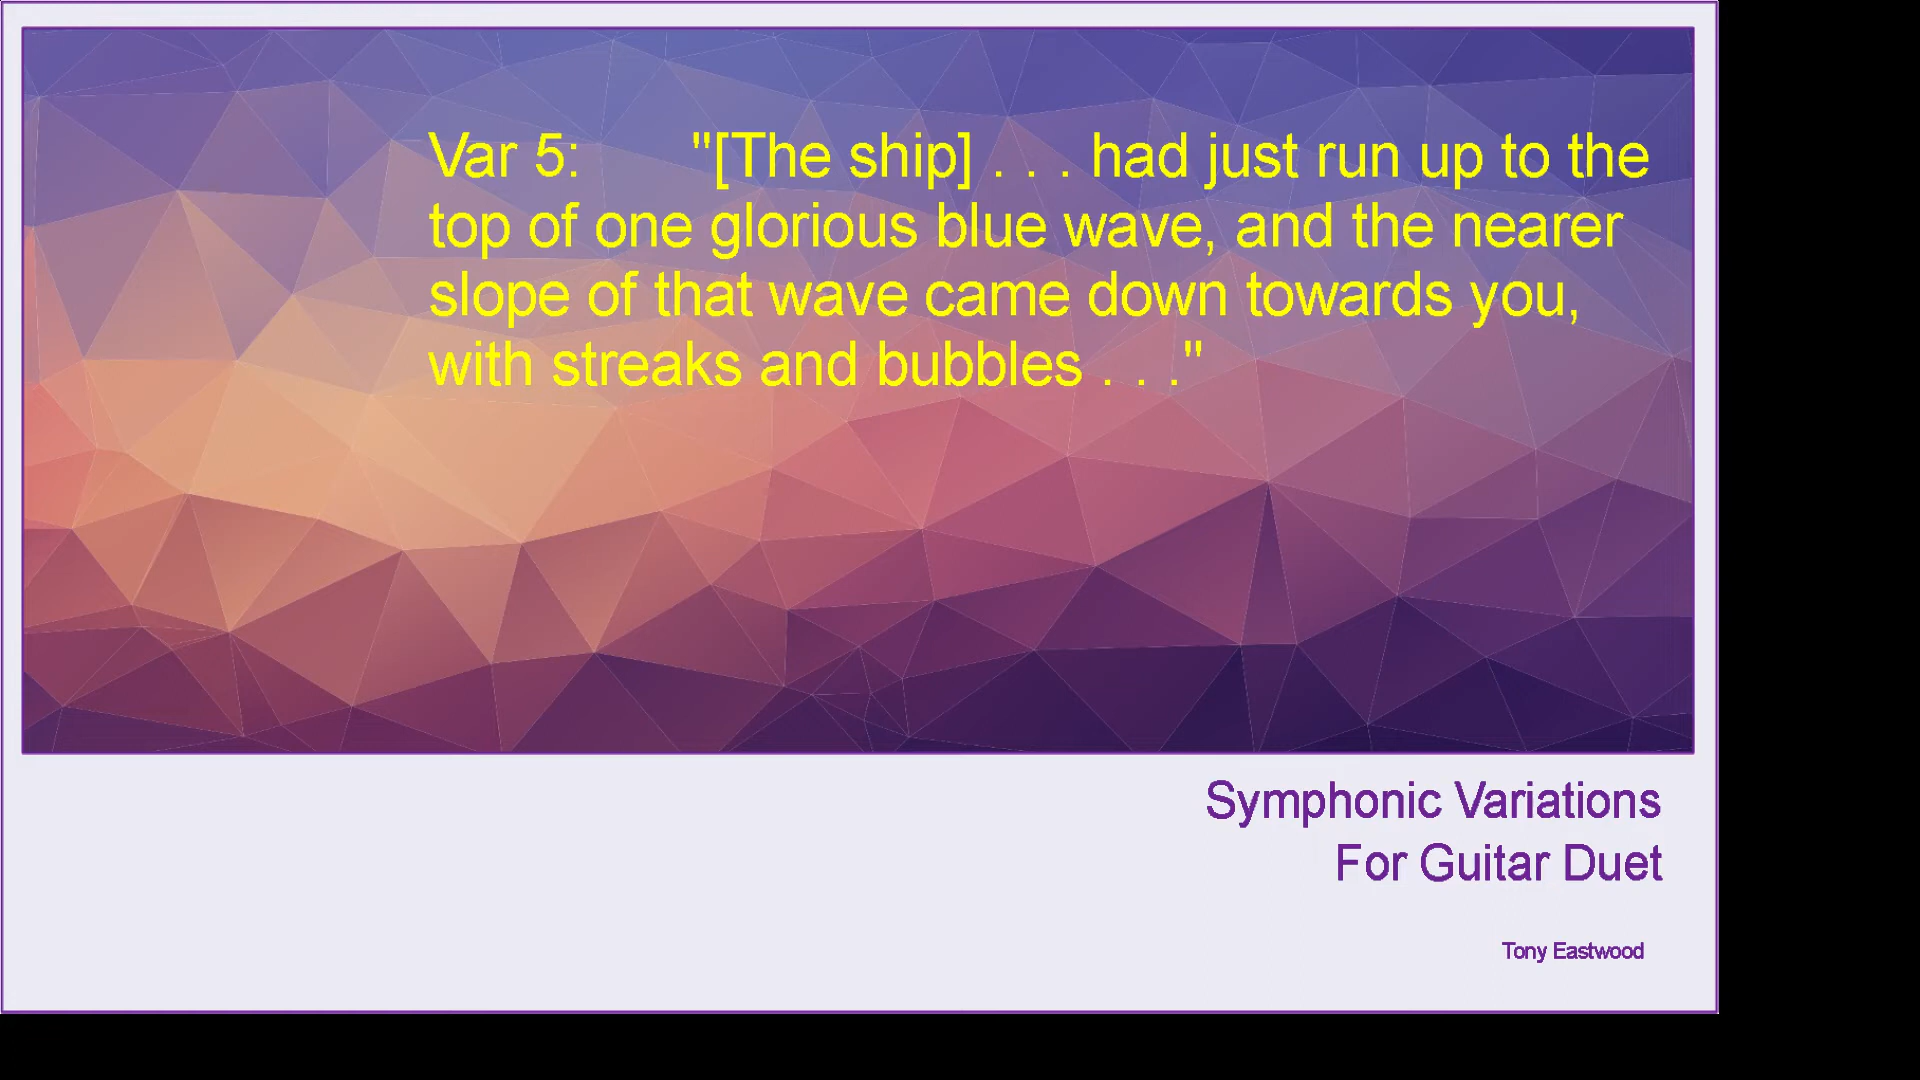 Var 5: "[The ship] . . . had just run up to the
top of one glorious blue wave, and the nearer
slope of that wave came down towards you,
with streaks and bubbles . . ."
Symphonic Variations
For Guitar Duet
Tony Eastwood